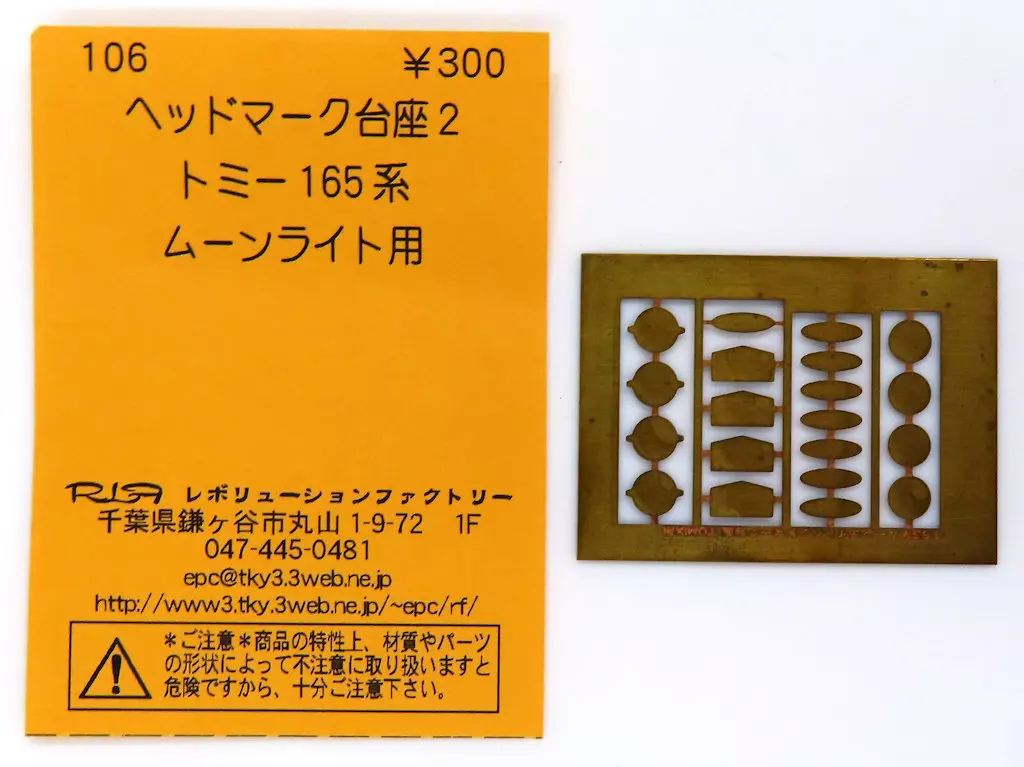 106 ¥300
ヘッドマーク台座2
トミー165系
ムーンライト用
レボリューションファクトリー
千葉県鎌ヶ谷市丸山1-9-72 1F
047-445-0481
epc@tky3.3web.ne.jp
http://www3.tky.3web.ne.jp/~epc/rf/
*ご注意*商品の特性上、材質やパーツ
の形状によって不注意に取り扱いますと
危険ですから、十分ご注意下さい。